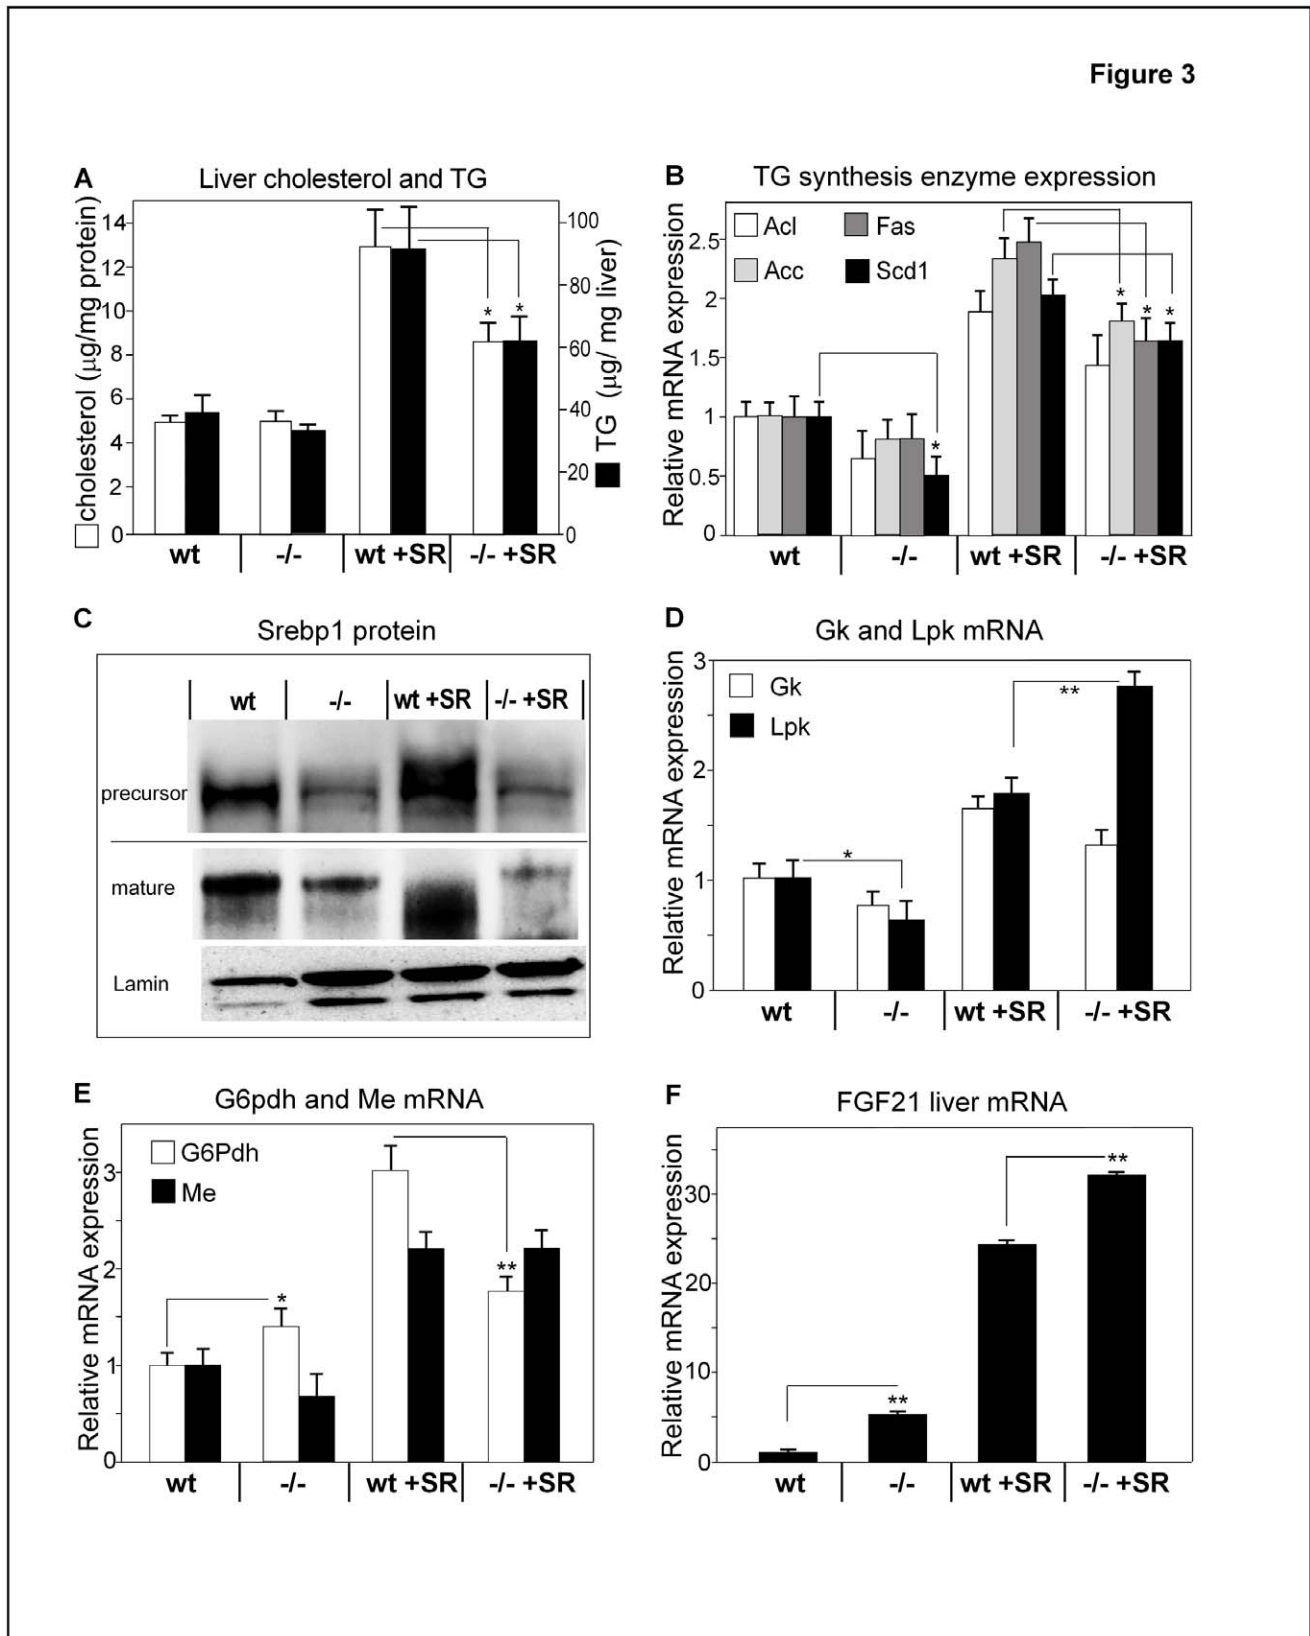 Figure 3
A Liver cholesterol and TG
cholesterol (µg/mg protein)
14
12
10
8
6
4
2
0
100
80
60
40
20
0
TG (µg/ mg liver)
* *
wt -/- wt +SR -/- +SR
B TG synthesis enzyme expression
Relative mRNA expression
2.5
2
1.5
1
0.5
0
Acl Fas
Acc Scd1
* * * *
wt -/- wt +SR -/- +SR
C Srebp1 protein
wt -/- wt +SR -/- +SR
precursor
mature
Lamin
D Gk and Lpk mRNA
Relative mRNA expression
3
2
1
0
Gk
Lpk
* **
wt -/- wt +SR -/- +SR
E G6pdh and Me mRNA
Relative mRNA expression
3
2
1
0
G6Pdh
Me
* **
wt -/- wt +SR -/- +SR
F FGF21 liver mRNA
Relative mRNA expression
30
20
10
0
** **
wt -/- wt +SR -/- +SR